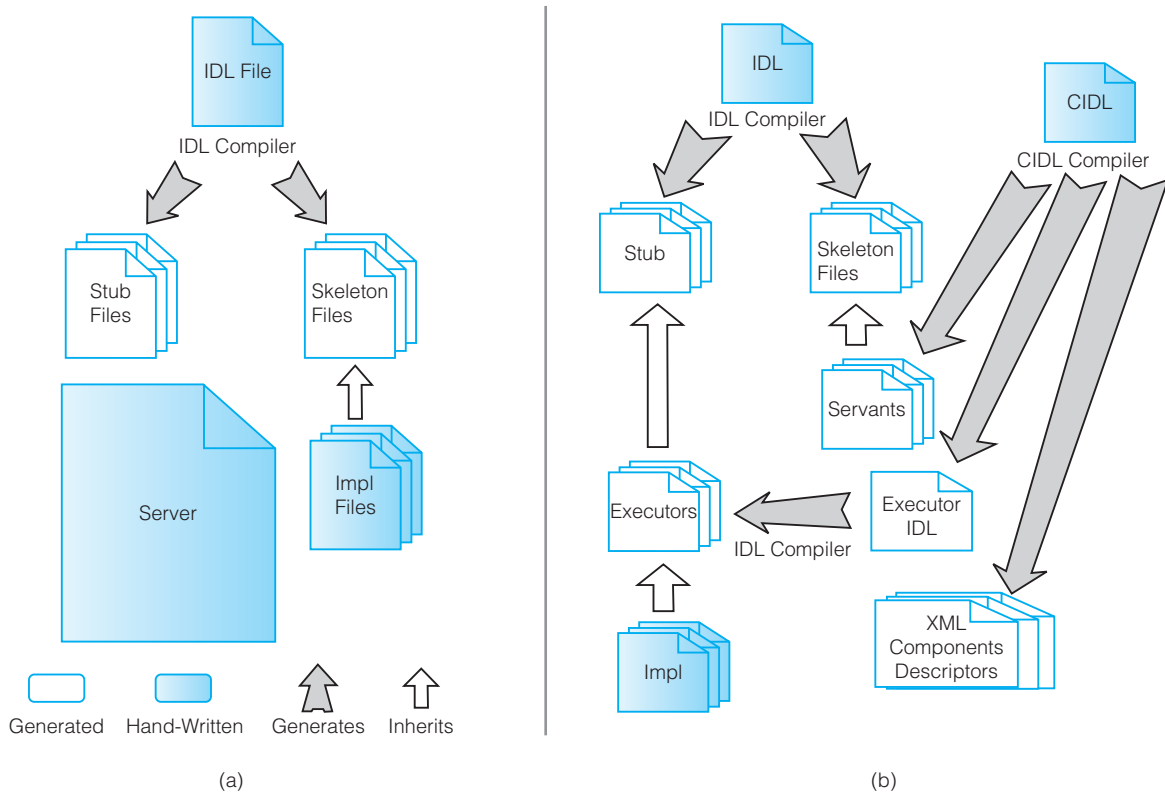 IDL File
IDL Compiler
Stub
Files
Skeleton
Files
Server
Impl
Files
Generated
Hand-Written
Generates
Inherits
(a)
IDL
IDL Compiler
CIDL
CIDL Compiler
Stub
Skeleton
Files
Servants
Executors
IDL Compiler
Executor
IDL
Impl
XML
Components
Descriptors
(b)